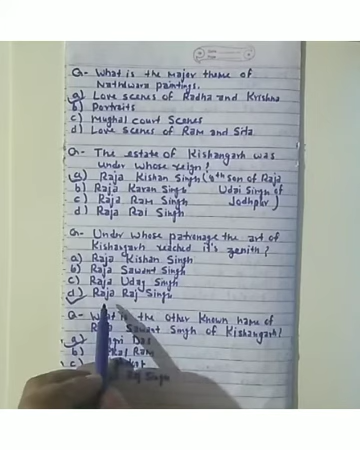 Q- What is the major theme of
Nathdwara paintings.
a) Love scenes of Radha and Krishna
b) Portraits
c) Mughal court scenes
d) Love scenes of Ram and Sita
Q- The estate of Kishangarh was
under whose reign?
a) Raja Kishan Singh (8th son of Raja
b) Raja Karan Singh Udai Singh of
c) Raja Ram Singh Jodhpur)
d) Raja Rai Singh
Q- Under whose patronage the art of
Kishangarh reached it's zenith?
a) Raja Kishan Singh
b) Raja Sawant Singh
c) Raja Uday Singh
d) Raja Raj Singh
Q- What is the other known name of
Raja Sawant Singh of Kishangarh?
a) Das
b) Ram
c)
Singh